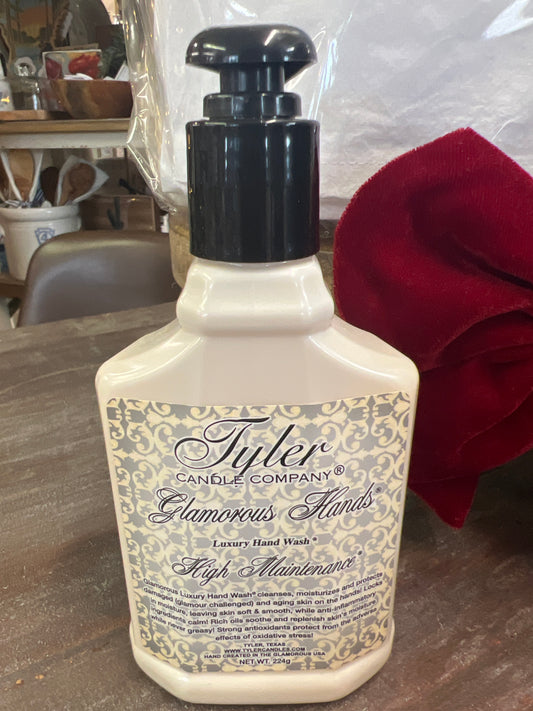 Tyler
CANDLE COMPANY®
Glamorous Hands®
Luxury Hand Wash®
High Maintenance®
Glamorous Luxury Hand Wash® cleanses, moisturizes and protects
damaged (glamour challenged) and aging skin on the hands! Locks
in moisture, leaving skin soft & smooth, while anti-inflammatory
ingredients calm! Rich oils soothe and replenish skin's moisture,
while never greasy! Strong antioxidants protect from the adverse
effects of oxidative stress!
TYLER, TEXAS
WWW.TYLERCANDLES.COM
HAND CREATED IN THE GLAMOROUS USA
NET WT. 224g
4